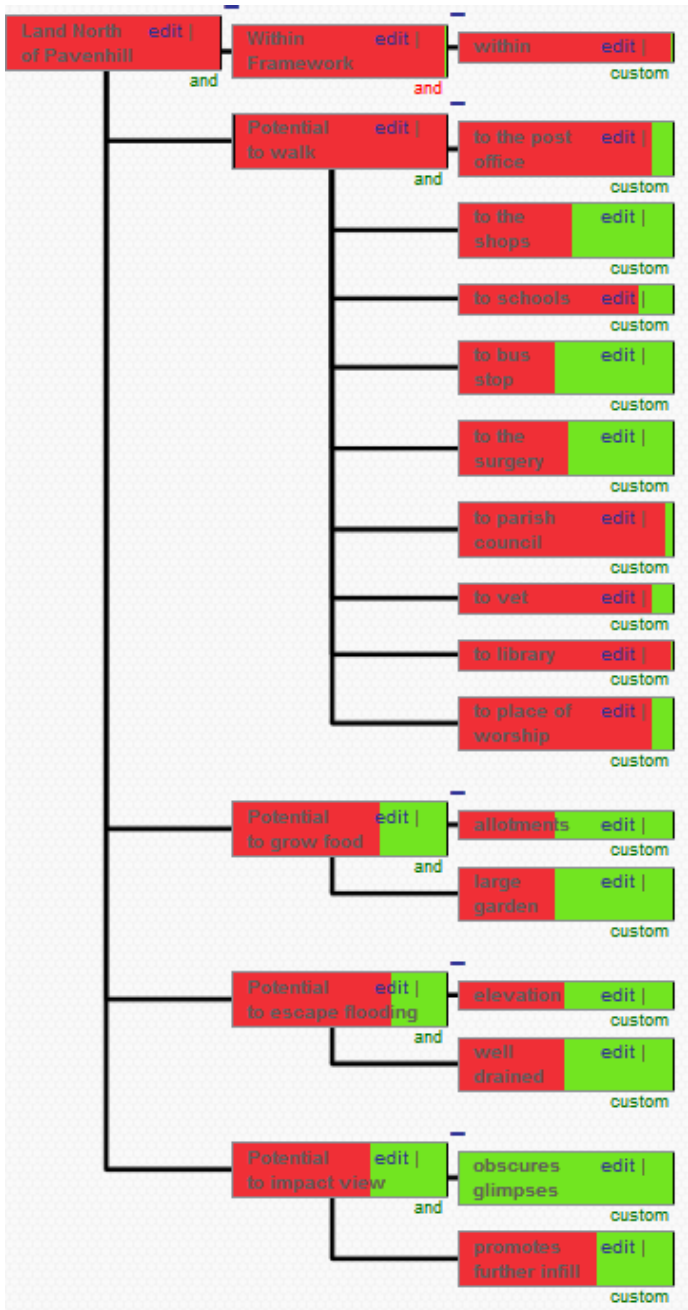 Land North edit |
of Pavenhill
and
Within edit |
Framework
and
within edit |
custom
Potential edit |
to walk
and
to the post edit |
office
custom
to the edit |
shops
custom
to schools edit |
custom
to bus edit |
stop
custom
to the edit |
surgery
custom
to parish edit |
council
custom
to vet edit |
custom
to library edit |
custom
to place of edit |
worship
custom
Potential edit |
to grow food
and
allotments edit |
custom
large edit |
garden
custom
Potential edit |
to escape flooding
and
elevation edit |
custom
well edit |
drained
custom
Potential edit |
to impact view
and
obscures edit |
glimpses
custom
promotes edit |
further infill
custom